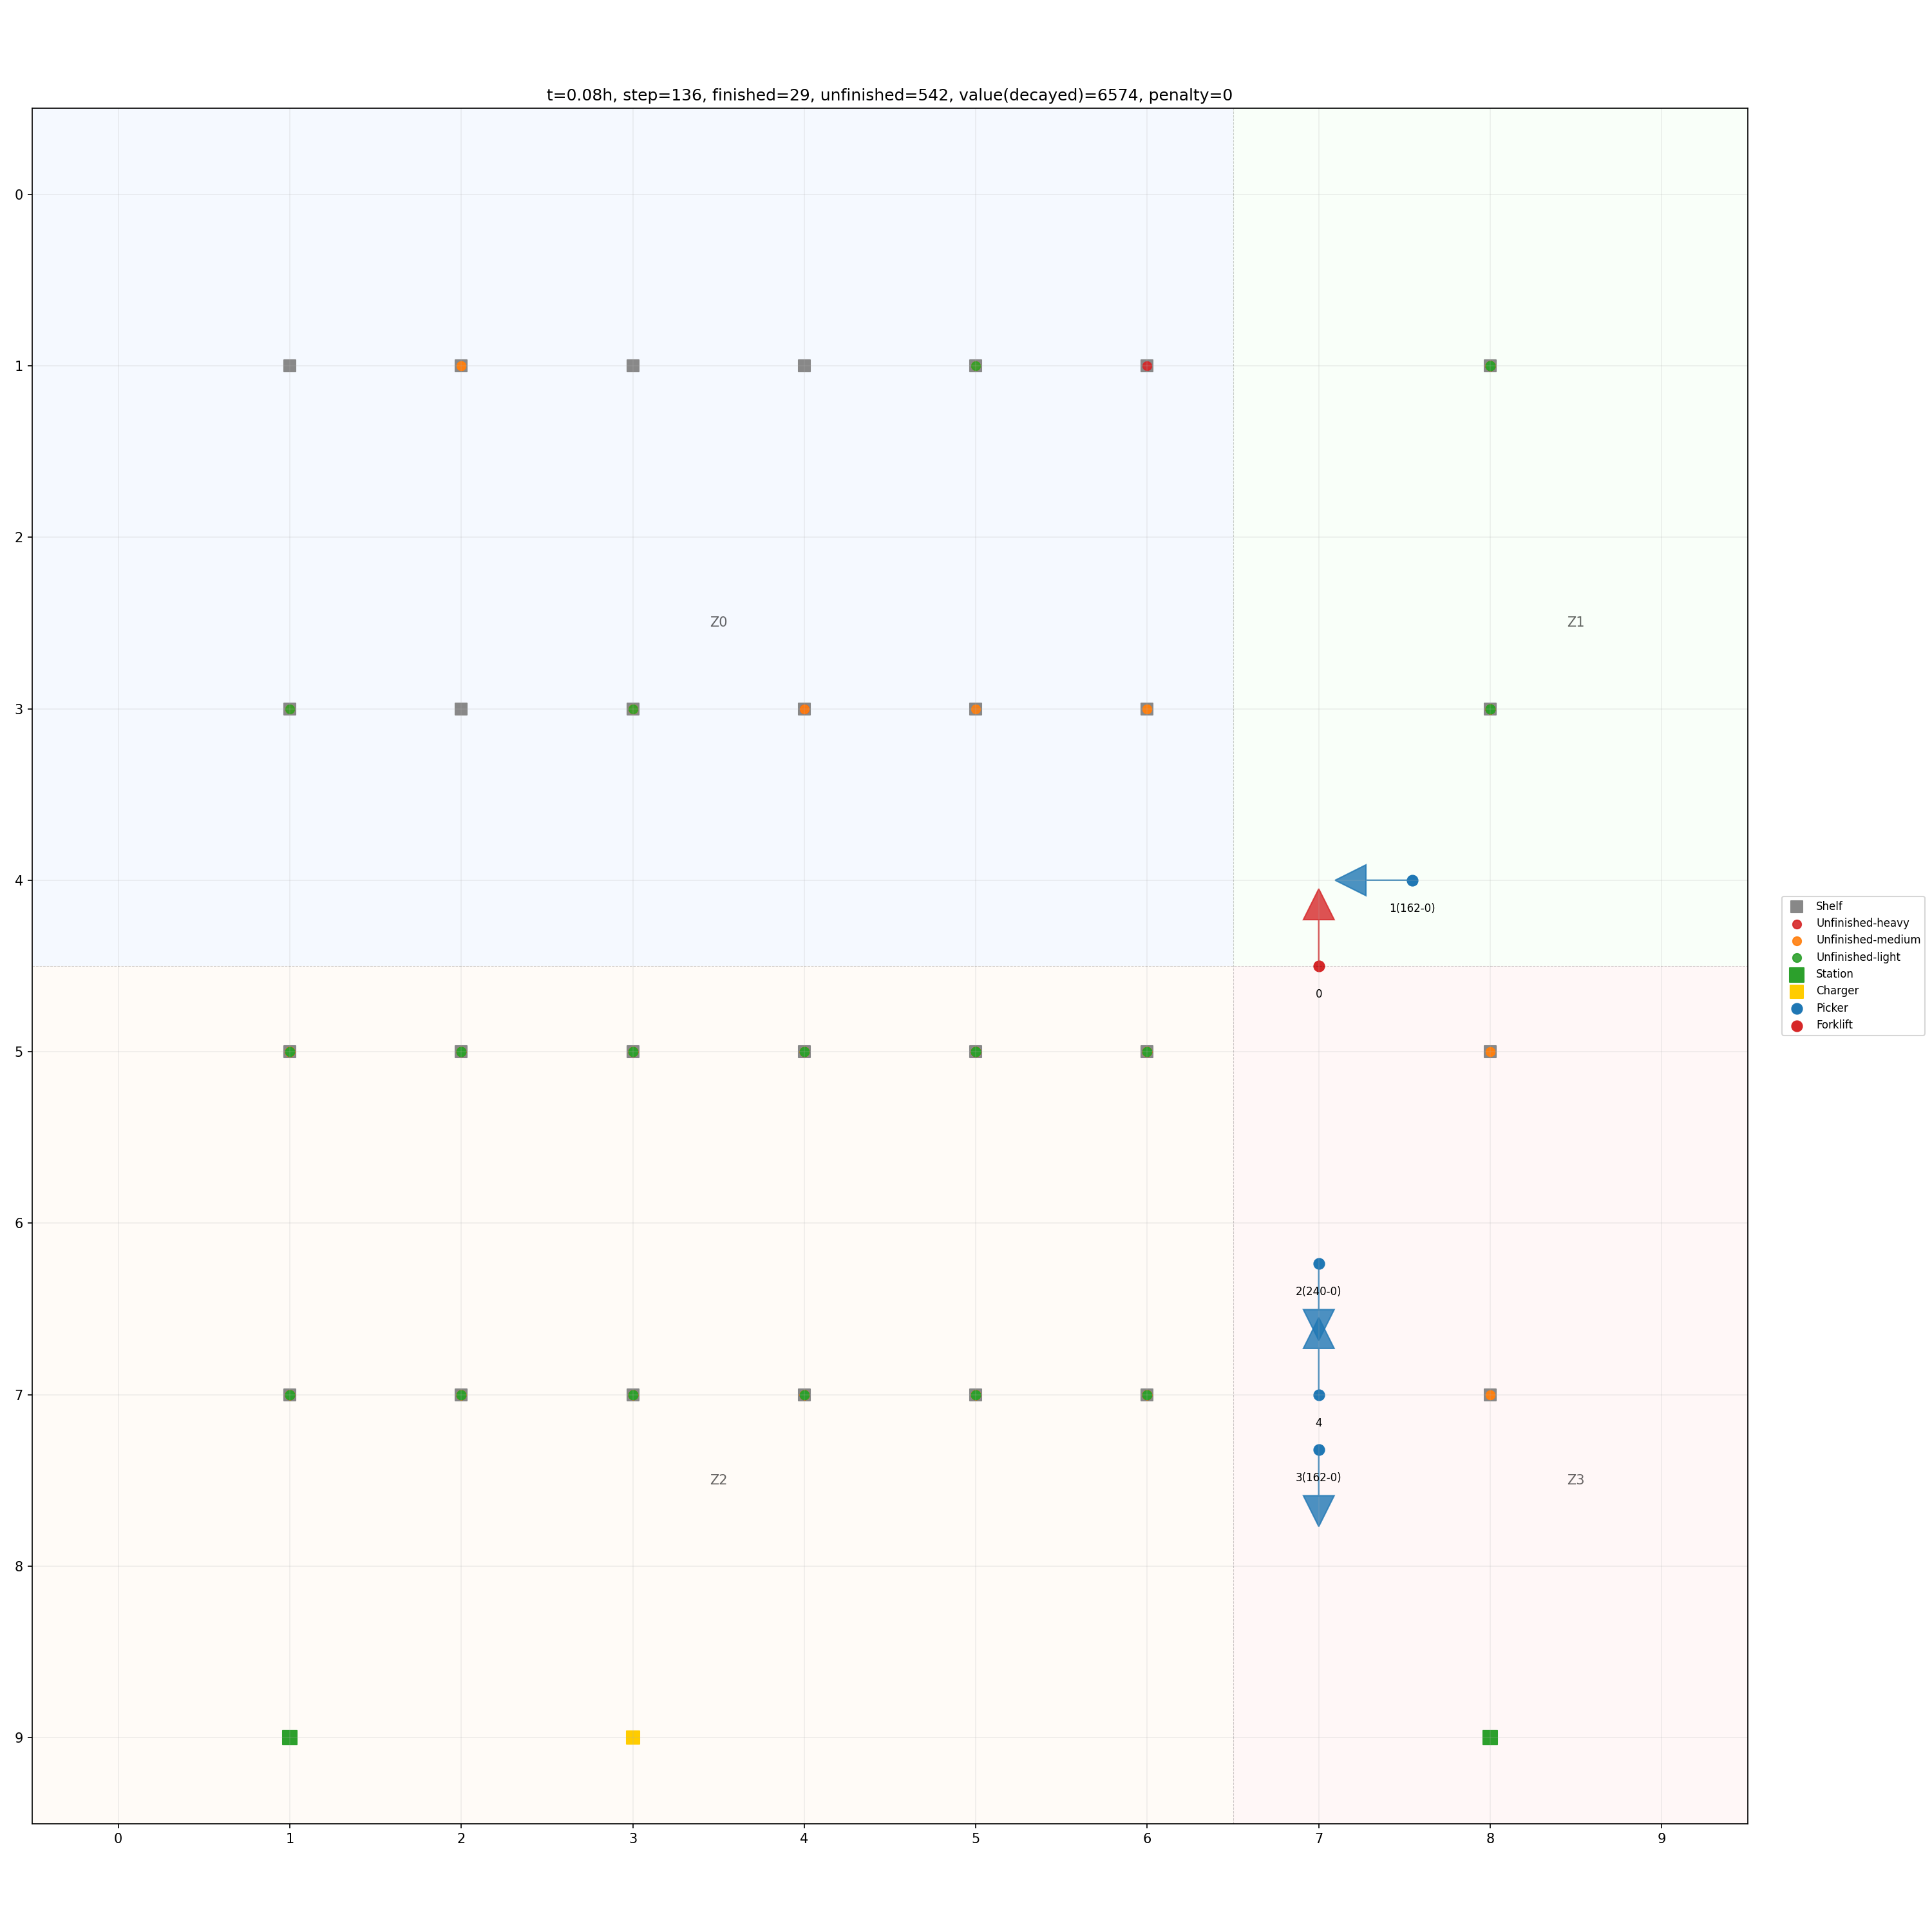 t=0.08h, step=136, finished=29, unfinished=542, value(decayed)=6574, penalty=0
0
1
2
Z0
Z1
3
4
1(162-0)
0
Shelf
Unfinished-heavy
Unfinished-medium
Unfinished-light
Station
Charger
Picker
Forklift
5
6
2(240-0)
7
4
3(162-0)
Z2
Z3
8
9
0
1
2
3
4
5
6
7
8
9